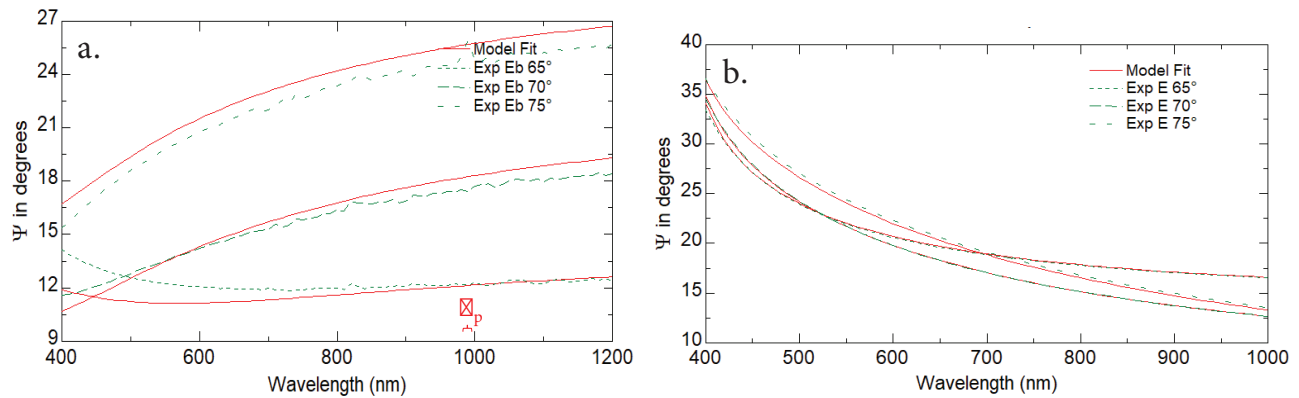 a.
Ψ in degrees
27
24
21
18
15
12
9
Model Fit
Exp Eb 65°
Exp Eb 70°
Exp Eb 75°
p
400 600 800 1000 1200
Wavelength (nm)
b.
Ψ in degrees
40
35
30
25
20
15
10
Model Fit
Exp E 65°
Exp E 70°
Exp E 75°
400 500 600 700 800 900 1000
Wavelength (nm)